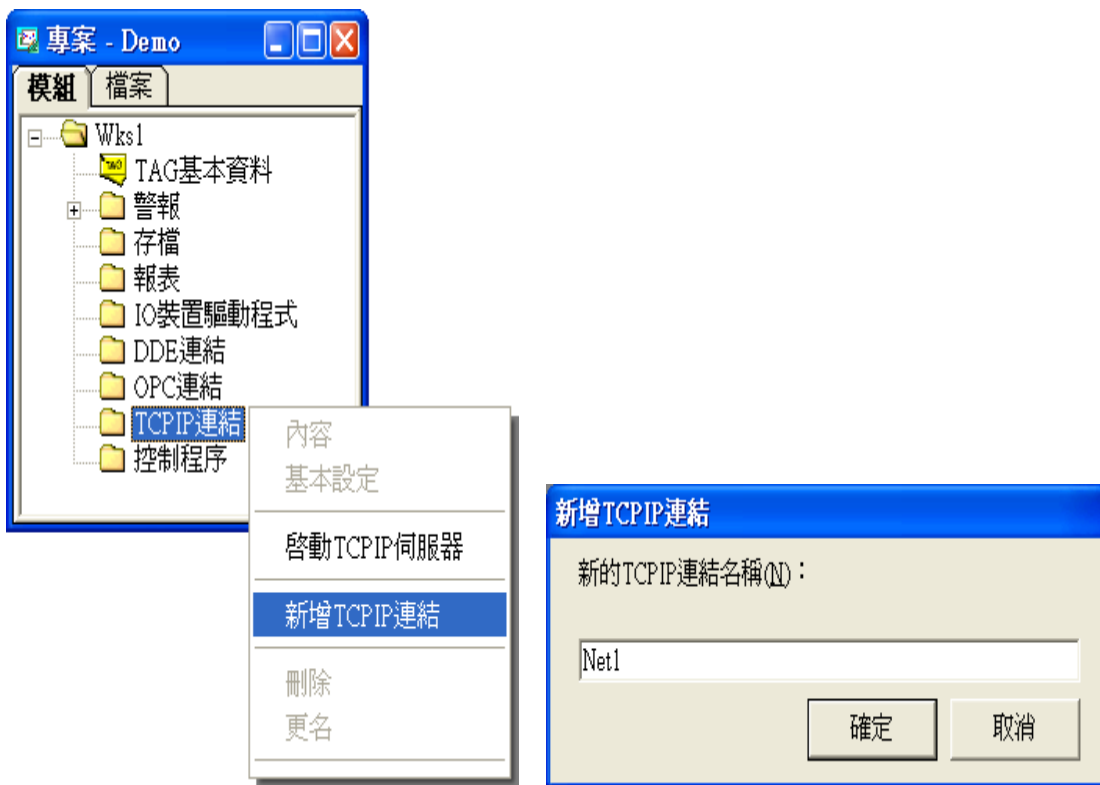 專案 - Demo
模組 檔案
Wks1
TAG基本資料
警報
存檔
報表
IO裝置驅動程式
DDE連結
OPC連結
TCPIP連結
控制程序
內容
基本設定
啓動TCPIP伺服器
新增TCPIP連結
刪除
更名
新增TCPIP連結
新的TCPIP連結名稱(N)：
Net1
確定 取消